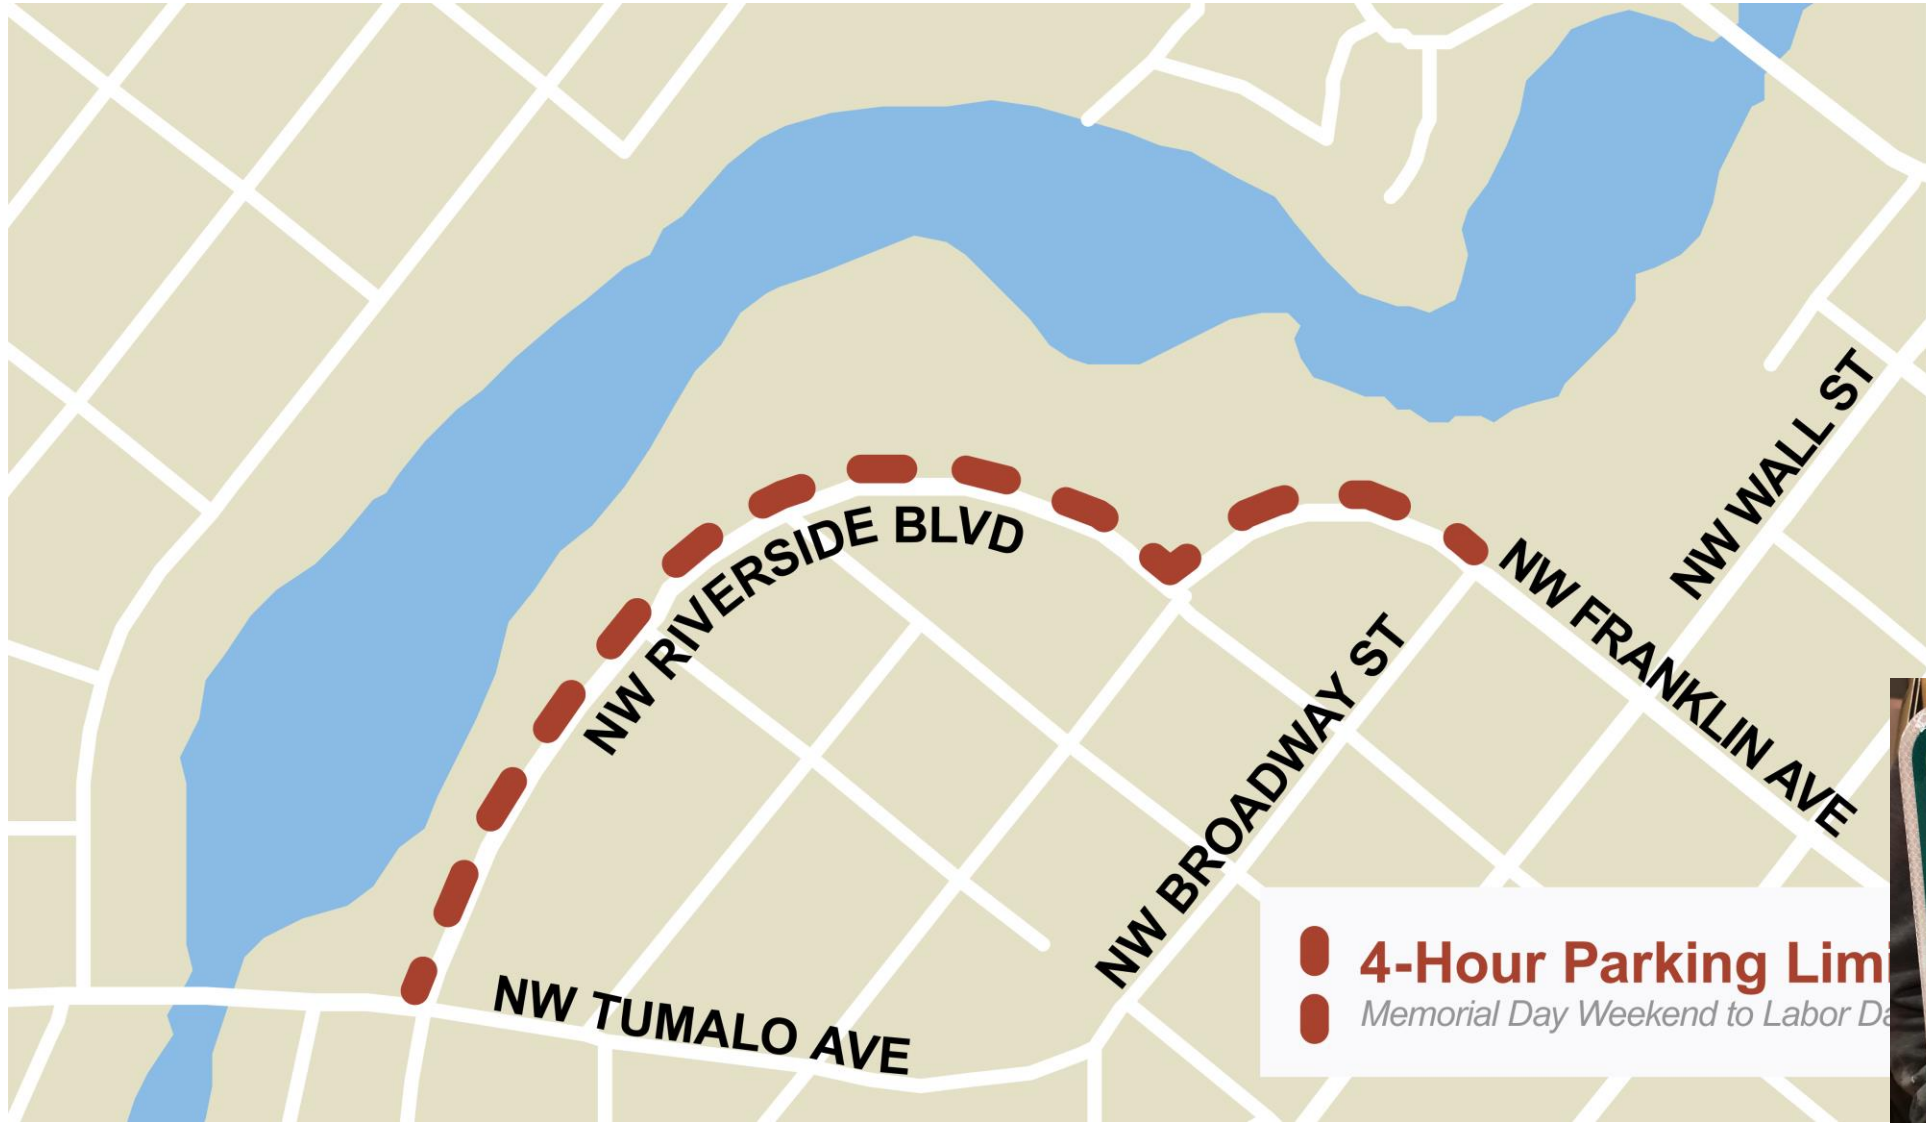 NW WALL ST
NW RIVERSIDE BLVD
NW FRANKLIN AVE
NW BROADWAY ST
NW TUMALO AVE
4-Hour Parking
Memorial Day Weekend to Labor